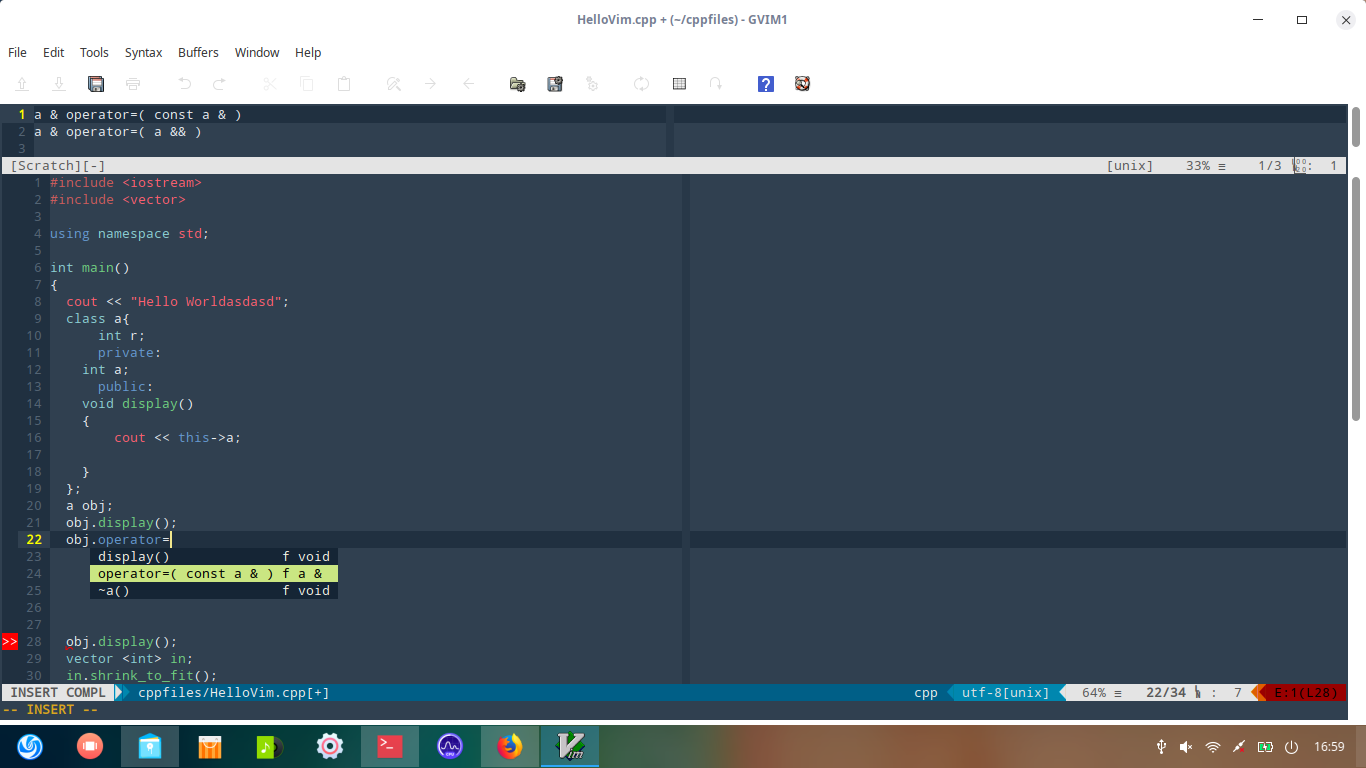 HelloVim.cpp + (~/cppfiles) - GVIM1
File Edit Tools Syntax Buffers Window Help
1 a & operator=( const a & )
2 a & operator=( a && )
3
[Scratch][-] [unix] 33% ≡ 1/3 : 1
1 #include <iostream>
2 #include <vector>
3
4 using namespace std;
5
6 int main()
7 {
8 cout << "Hello Worldasdasd";
9 class a{
10 int r;
11 private:
12 int a;
13 public:
14 void display()
15 {
16 cout << this->a;
17
18 }
19 };
20 a obj;
21 obj.display();
22 obj.operator=
23 display() f void
24 operator=( const a & ) f a &
25 ~a() f void
26
27
>> 28 obj.display();
29 vector <int> in;
30 in.shrink_to_fit();
INSERT COMPL cppfiles/HelloVim.cpp[+] cpp utf-8[unix] 64% ≡ 22/34 : 7 E:1(L28)
-- INSERT --
CPU
Vim
16:59